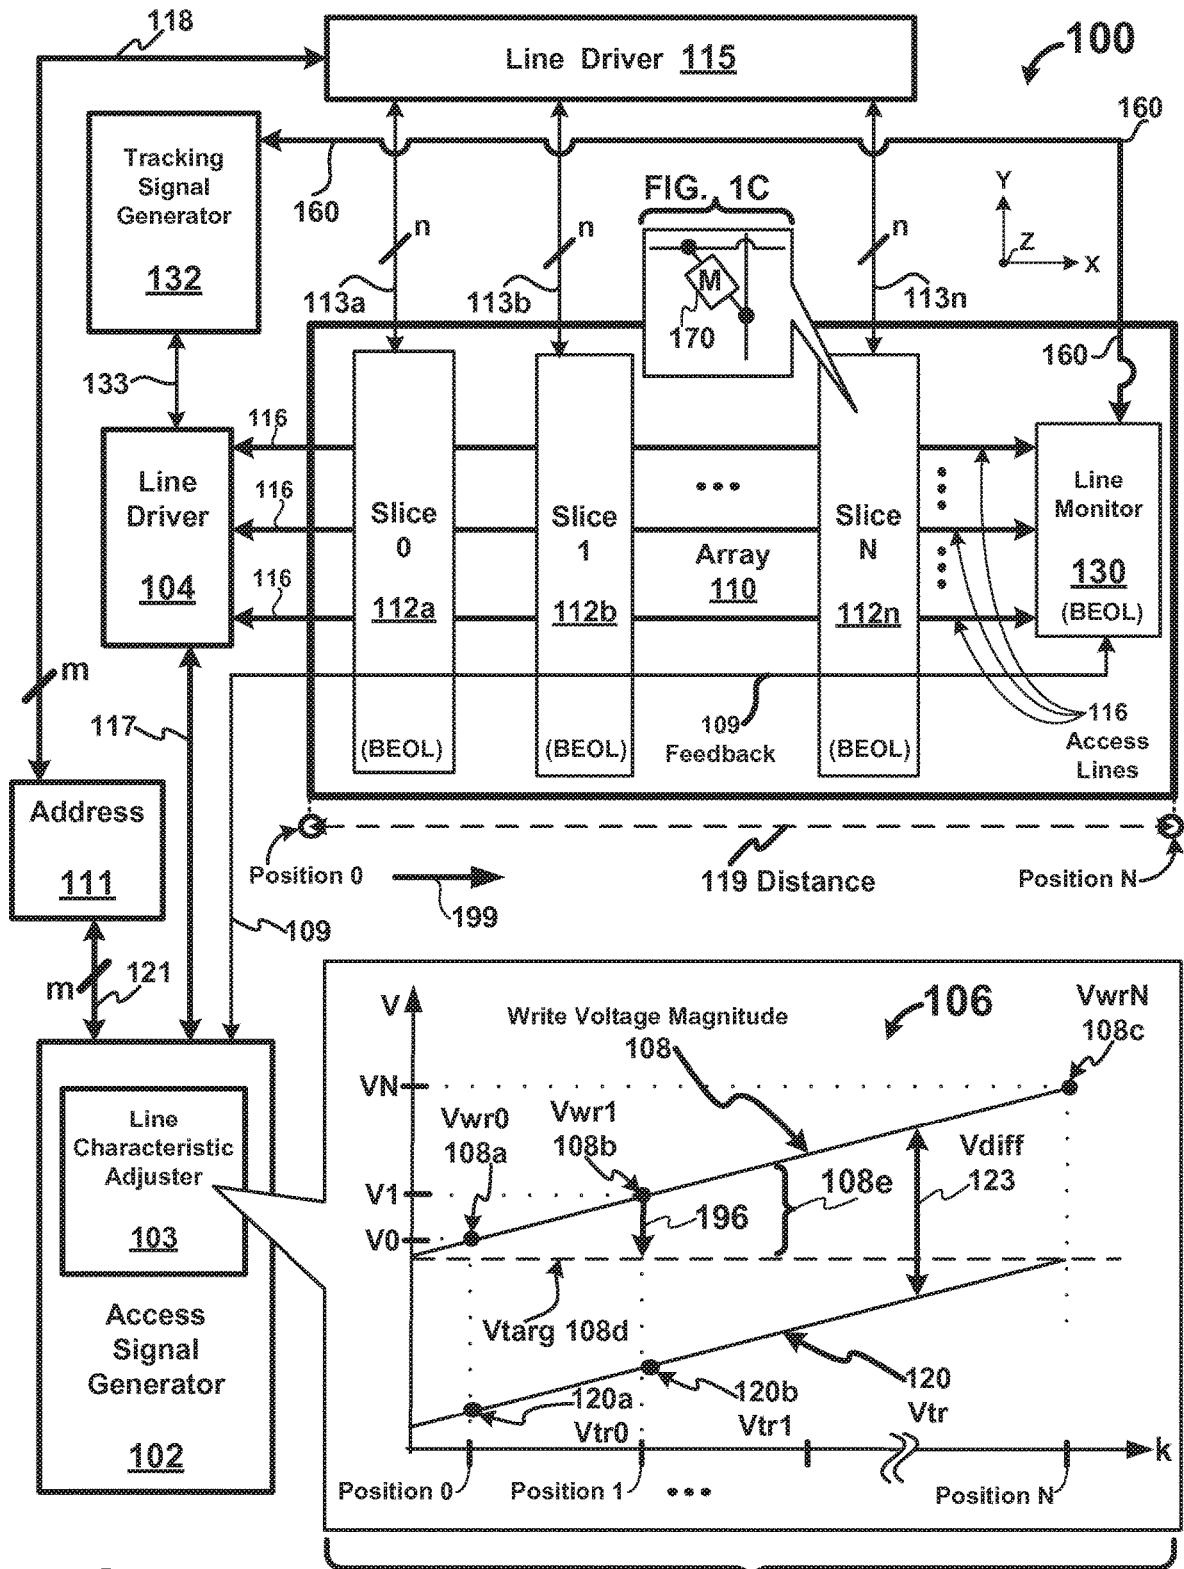 118
Line Driver 115
100
160
Tracking
Signal
Generator
132
160
FIG. 1C
Y
Z
X
n
n
n
M
170
113a
113b
113n
160
133
116
116
116
Line
Driver
104
Slice
0
112a
(BEOL)
Slice
1
112b
(BEOL)
Array
110
Slice
N
112n
(BEOL)
Line
Monitor
130
(BEOL)
m
117
109
Feedback
116
Access
Lines
Address
111
Position 0
119 Distance
Position N
199
109
m
121
106
V
Write Voltage Magnitude
108
VwrN
108c
VN
Vwr0
108a
Vwr1
108b
Vdiff
123
V1
108e
196
V0
Line
Characteristic
Adjuster
103
Access
Signal
Generator
102
Vtarg 108d
120a
Vtr0
120b
Vtr1
120
Vtr
k
Position 0
Position 1
Position N